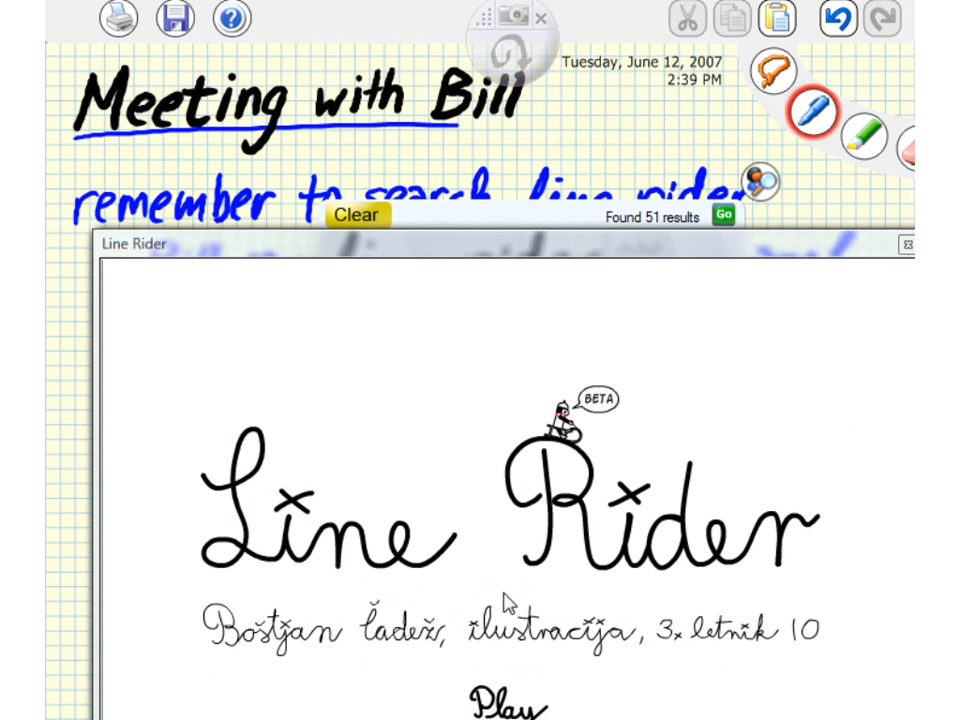 Meeting with Bill
Tuesday, June 12, 2007
2:39 PM
remember to search line rider
Clear
Found 51 results
Go
Line Rider
BETA
Line Rider
Boštjan Čadež, ilustracija, 3. letnik 10
Play